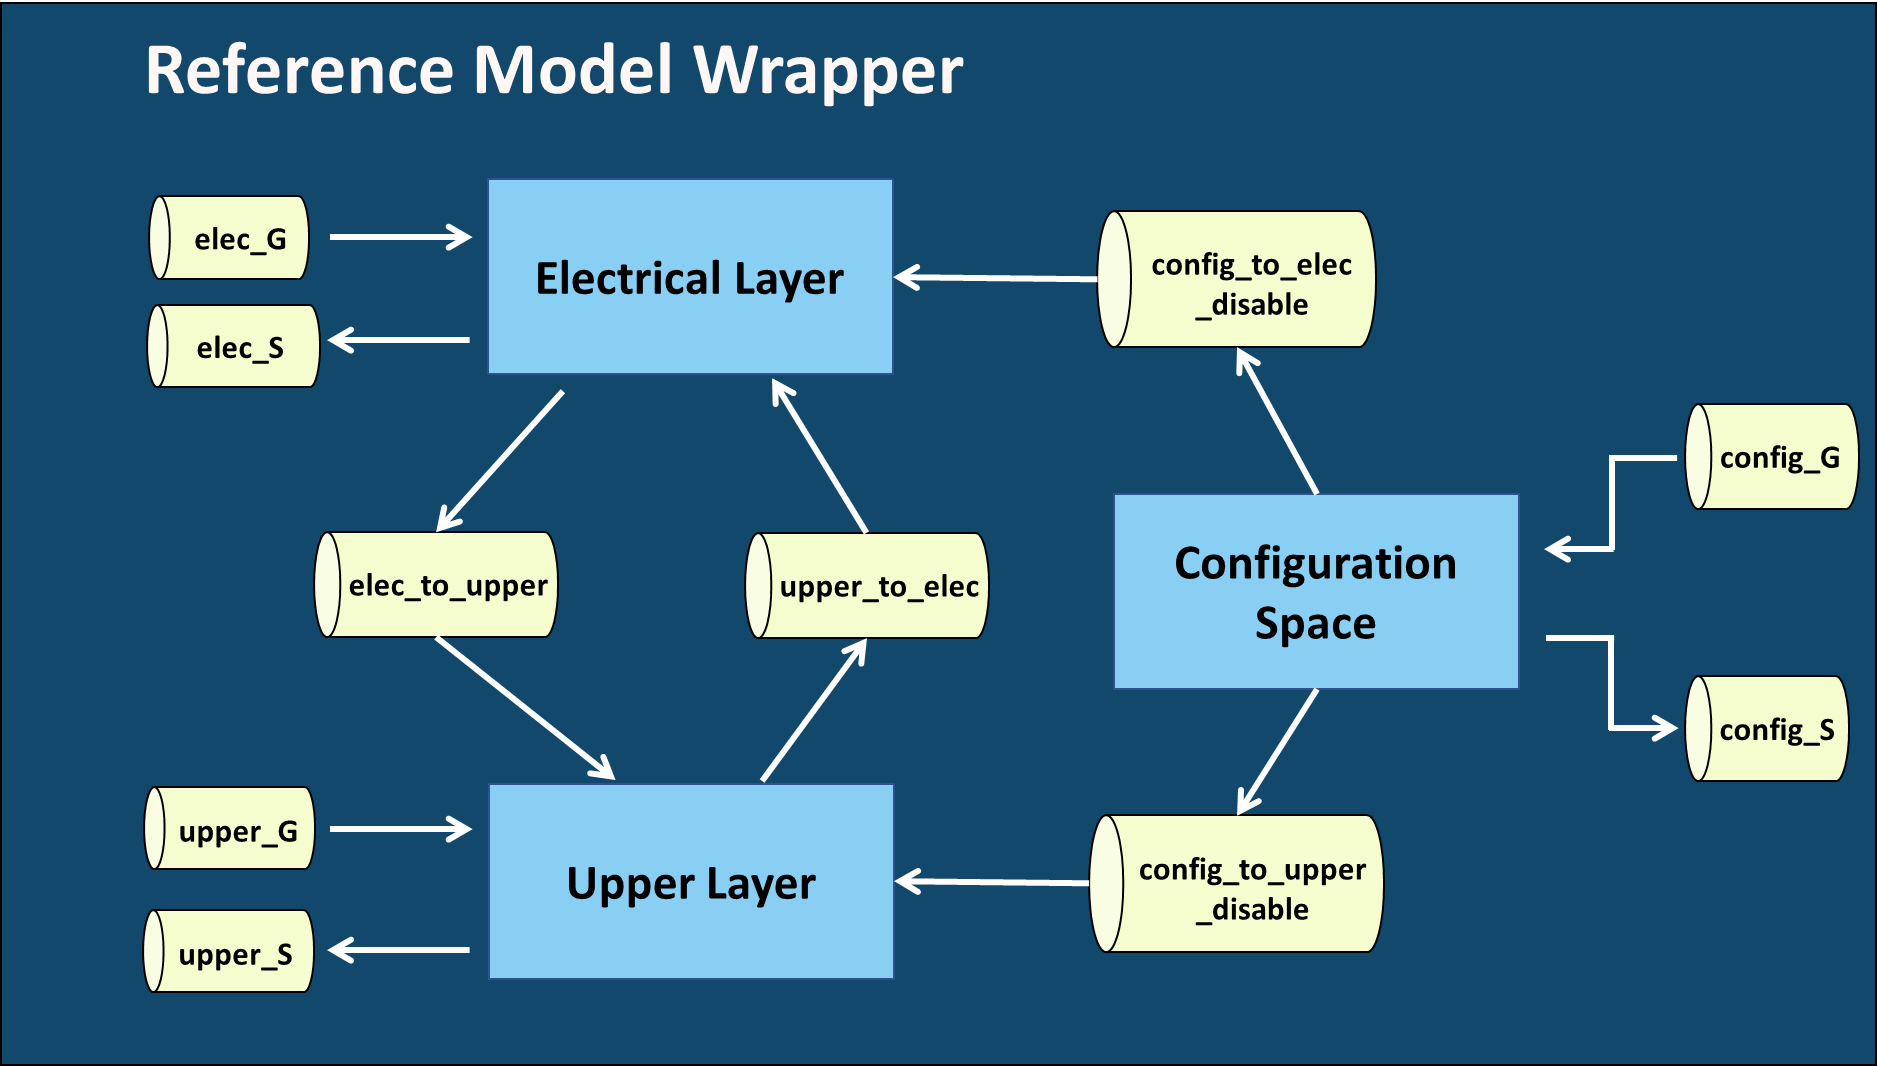 Reference Model Wrapper
elec_G
elec_S
Electrical Layer
config_to_elec
_disable
config_G
elec_to_upper
upper_to_elec
Configuration
Space
config_S
upper_G
upper_S
Upper Layer
config_to_upper
_disable